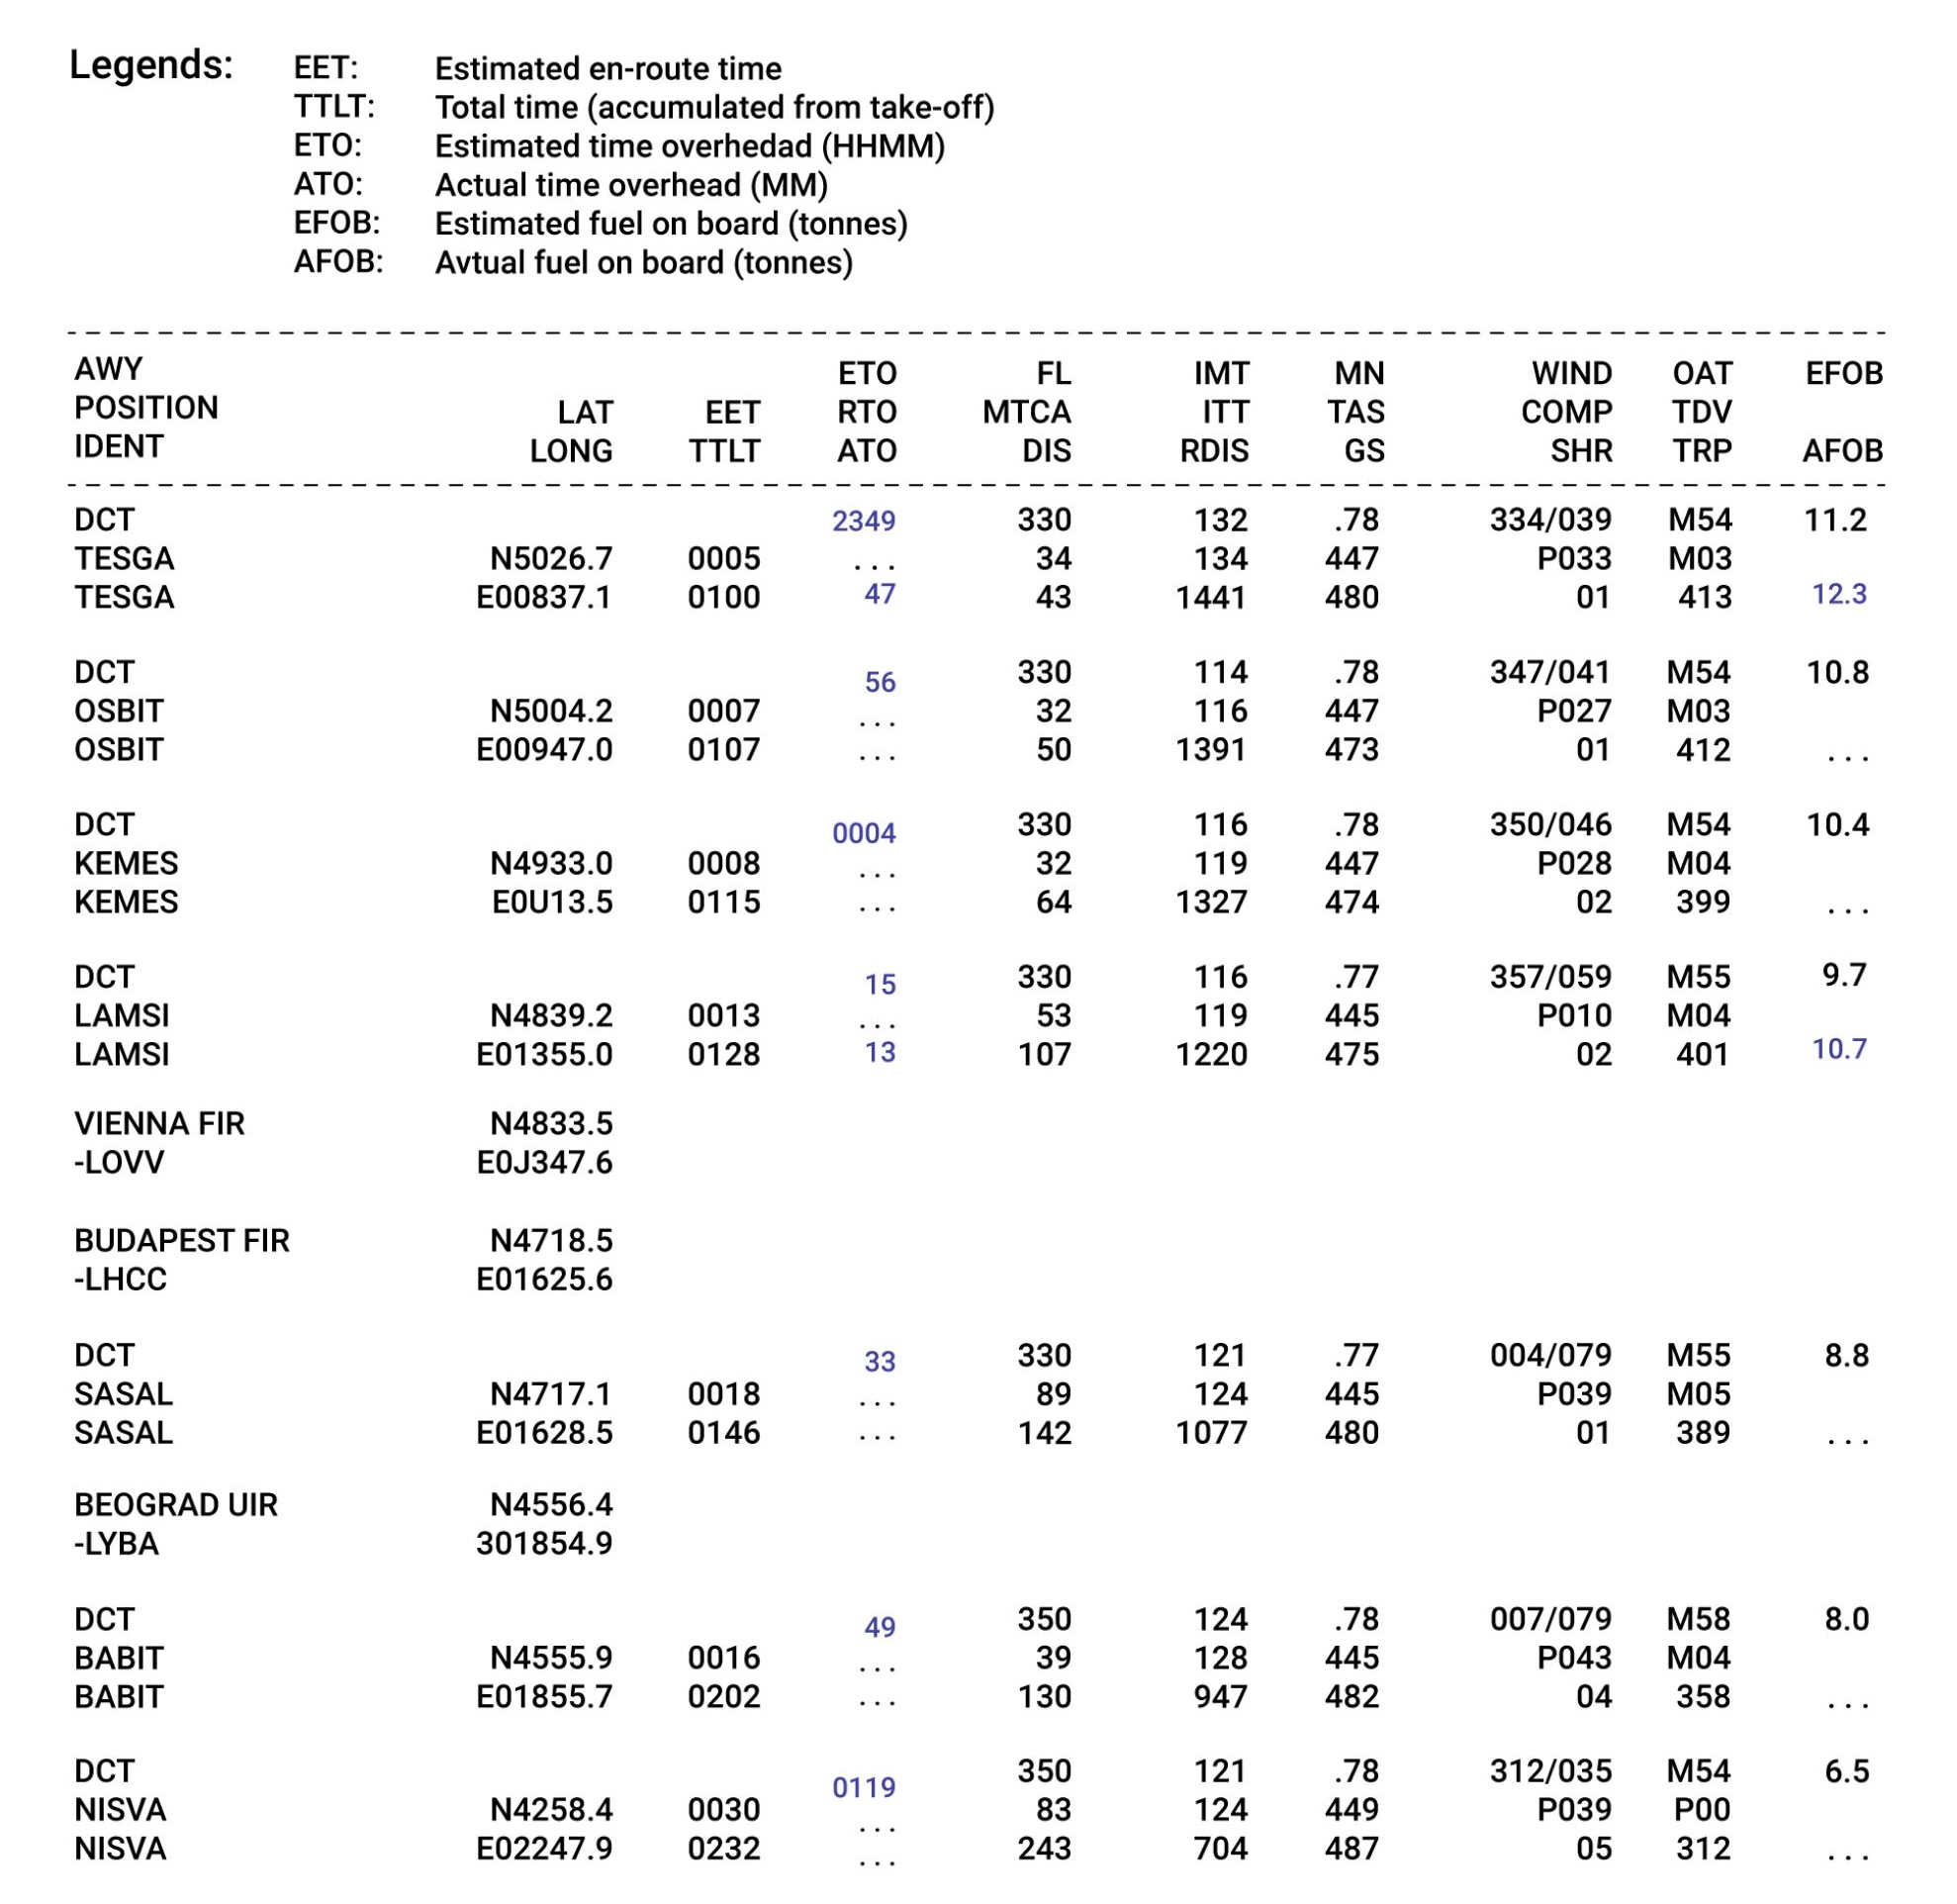 Legends: EET: Estimated en-route time
TTLT: Total time (accumulated from take-off)
ETO: Estimated time overhedad (HHMM)
ATO: Actual time overhead (MM)
EFOB: Estimated fuel on board (tonnes)
AFOB: Avtual fuel on board (tonnes)
AWY ETO FL IMT MN WIND OAT EFOB
POSITION LAT EET RTO MTCA ITT TAS COMP TDV
IDENT LONG TTLT ATO DIS RDIS GS SHR TRP AFOB
DCT 2349 330 132 .78 334/039 M54 11.2
TESGA N5026.7 0005 ... 34 134 447 P033 M03
TESGA E00837.1 0100 47 43 1441 480 01 413 12.3
DCT 56 330 114 .78 347/041 M54 10.8
OSBIT N5004.2 0007 ... 32 116 447 P027 M03
OSBIT E00947.0 0107 ... 50 1391 473 01 412 ...
DCT 0004 330 116 .78 350/046 M54 10.4
KEMES N4933.0 0008 ... 32 119 447 P028 M04
KEMES E0U13.5 0115 ... 64 1327 474 02 399 ...
DCT 15 330 116 .77 357/059 M55 9.7
LAMSI N4839.2 0013 ... 53 119 445 P010 M04
LAMSI E01355.0 0128 13 107 1220 475 02 401 10.7
VIENNA FIR N4833.5
-LOVV E0J347.6
BUDAPEST FIR N4718.5
-LHCC E01625.6
DCT 33 330 121 .77 004/079 M55 8.8
SASAL N4717.1 0018 ... 89 124 445 P039 M05
SASAL E01628.5 0146 ... 142 1077 480 01 389 ...
BEOGRAD UIR N4556.4
-LYBA 301854.9
DCT 49 350 124 .78 007/079 M58 8.0
BABIT N4555.9 0016 ... 39 128 445 P043 M04
BABIT E01855.7 0202 ... 130 947 482 04 358 ...
DCT 0119 350 121 .78 312/035 M54 6.5
NISVA N4258.4 0030 ... 83 124 449 P039 P00
NISVA E02247.9 0232 ... 243 704 487 05 312 ...